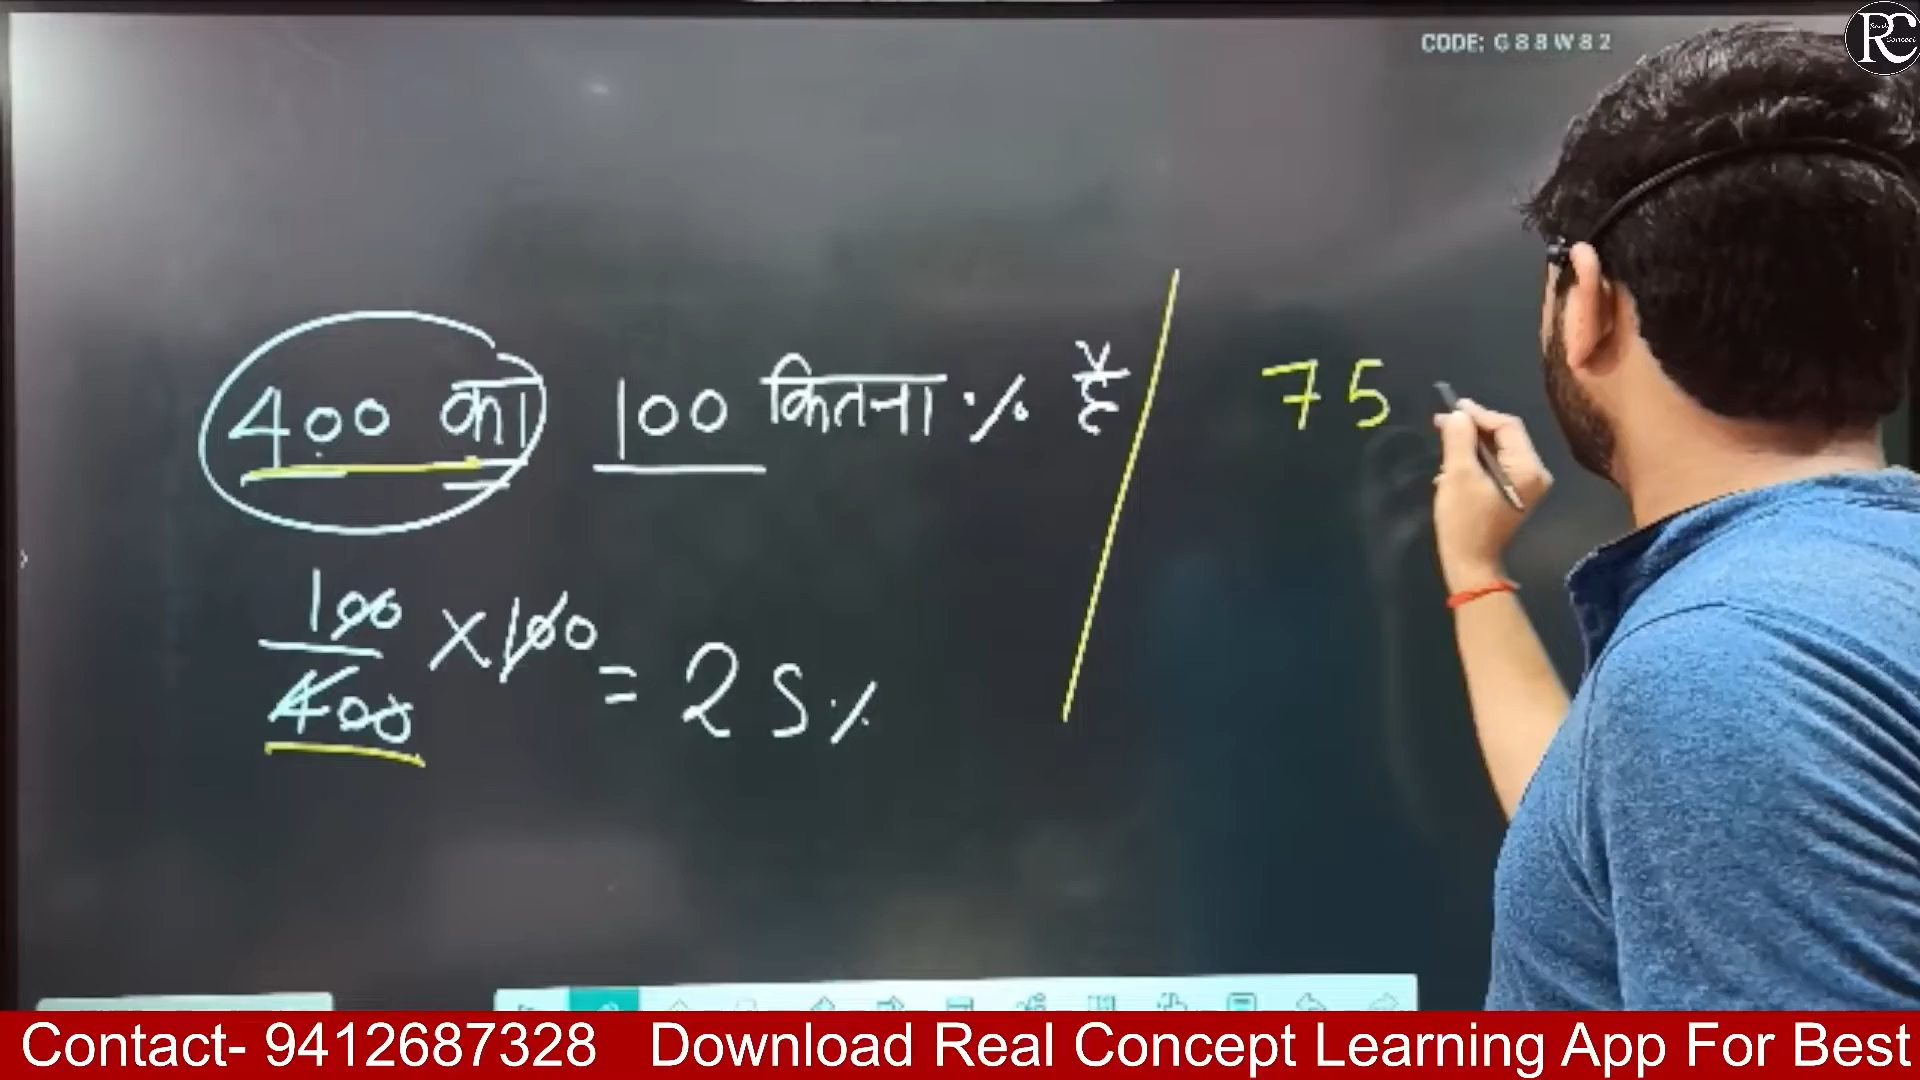 CODE: G88W82
RC
400 का 100 कितना % है
75
100/400 × 100 = 25%
Contact- 9412687328 Download Real Concept Learning App For Best